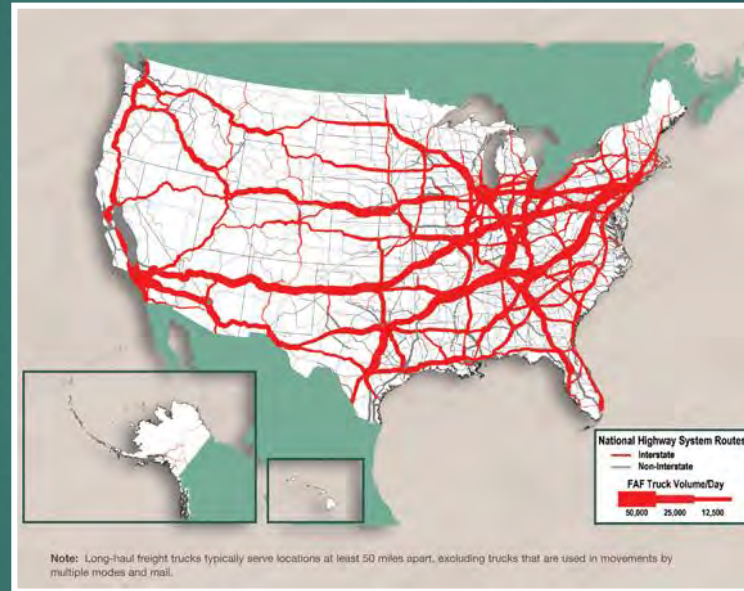 National Highway System Routes
Interstate
Non-Interstate
FAF Truck Volume/Day
50,000 25,000 12,500
Note: Long-haul freight trucks typically serve locations at least 50 miles apart, excluding trucks that are used in movements by
multiple modes and mail.